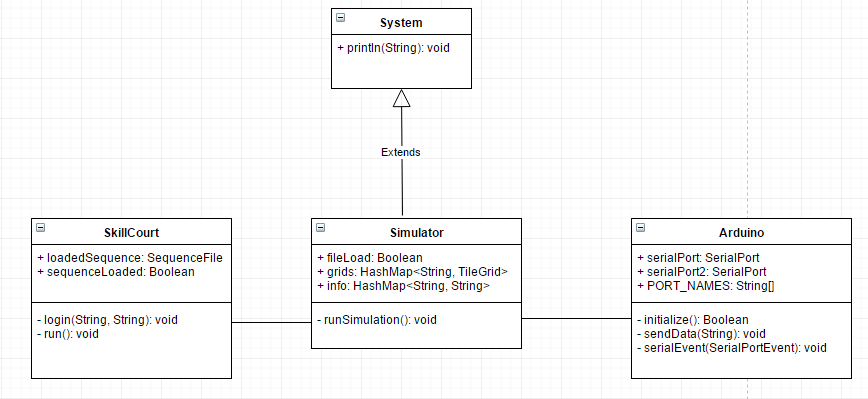 System
+ println(String): void
Extends
SkillCourt
+ loadedSequence: SequenceFile
+ sequenceLoaded: Boolean
- login(String, String): void
- run(): void
Simulator
+ fileLoad: Boolean
+ grids: HashMap<String, TileGrid>
+ info: HashMap<String, String>
- runSimulation(): void
Arduino
+ serialPort: SerialPort
+ serialPort2: SerialPort
+ PORT_NAMES: String[]
- initialize(): Boolean
- sendData(String): void
- serialEvent(SerialPortEvent): void